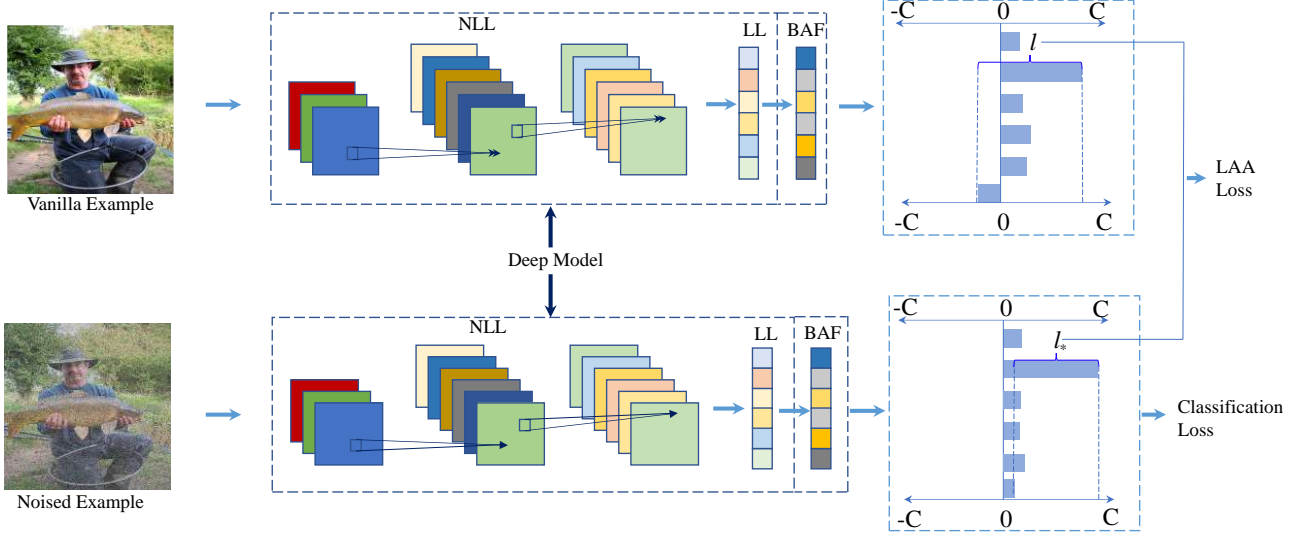 NLL
LL
BAF
-C 0 C
l
-C 0 C
Vanilla Example
LAA
Loss
Deep Model
NLL
LL
BAF
-C 0 C
l*
-C 0 C
Noised Example
Classification
Loss